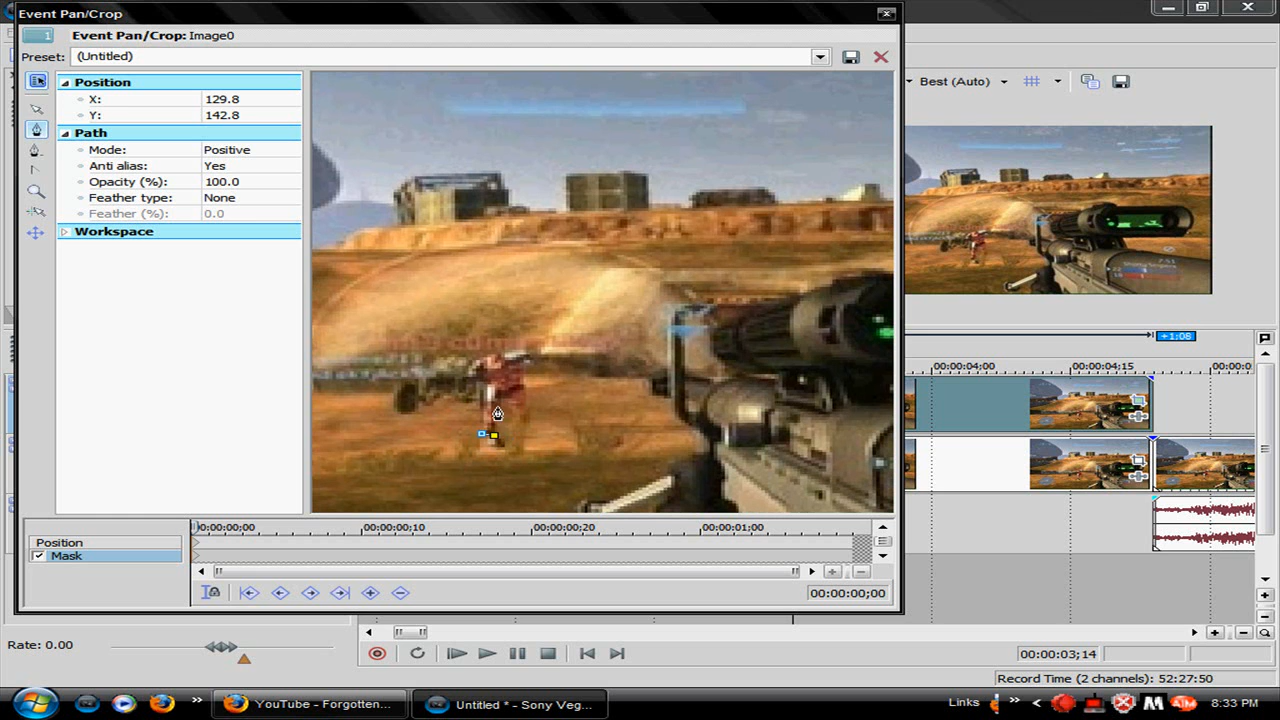 Event Pan/Crop
1 Event Pan/Crop: Image0
Preset: (Untitled)
Position
X: 129.8
Y: 142.8
Path
Mode: Positive
Anti alias: Yes
Opacity (%): 100.0
Feather type: None
Feather (%): 0.0
Workspace
Best (Auto)
+1:08
00:00:04;00 00:00:04;15
00:00:00;00 00:00:00;10 00:00:00;20 00:00:01;00
Position
Mask
00:00:00;00
Rate: 0.00
00:00:03;14
Record Time (2 channels): 52:27:50
YouTube - Forgotten...
Untitled * - Sony Veg...
Links
AIM
8:33 PM